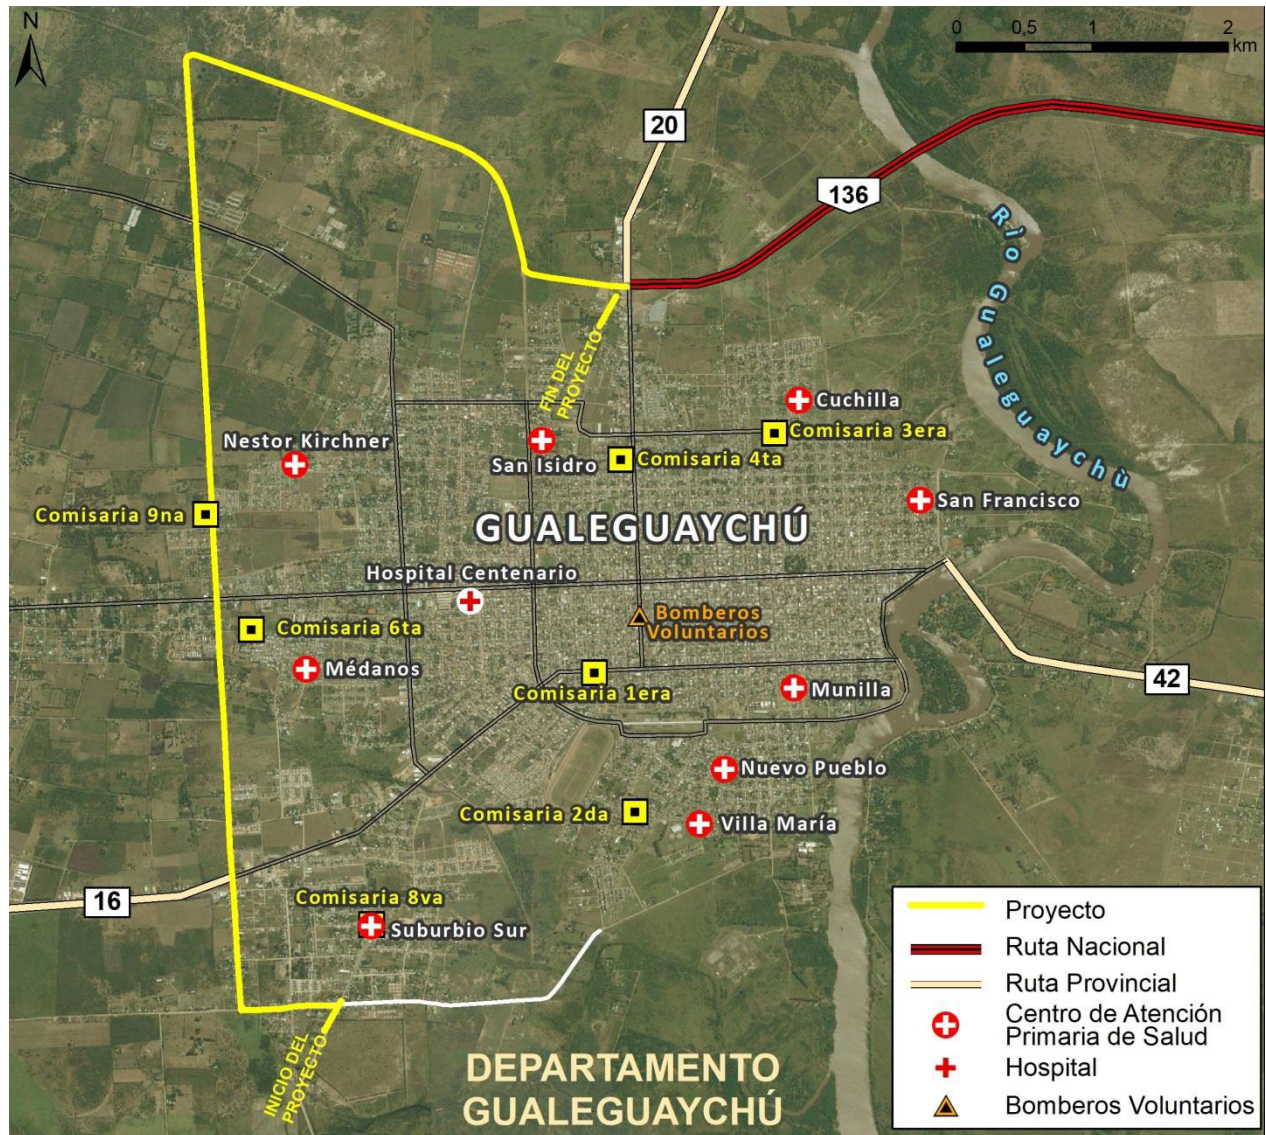 N
0 0,5 1 2
km
20
136
Rìo Gualeguaychù
FIN DEL
PROYECTO
Cuchilla
Comisaria 3era
Nestor Kirchner
San Isidro
Comisaria 4ta
Comisaria 9na
San Francisco
GUALEGUAYCHÚ
Hospital Centenario
Bomberos
Voluntarios
Comisaria 6ta
Médanos
Comisaria 1era
Munilla
42
Nuevo Pueblo
Comisaria 2da
Villa María
16
Comisaria 8va
Suburbio Sur
INICIO DEL
PROYECTO
DEPARTAMENTO
GUALEGUAYCHÚ
Proyecto
Ruta Nacional
Ruta Provincial
Centro de Atención
Primaria de Salud
Hospital
Bomberos Voluntarios